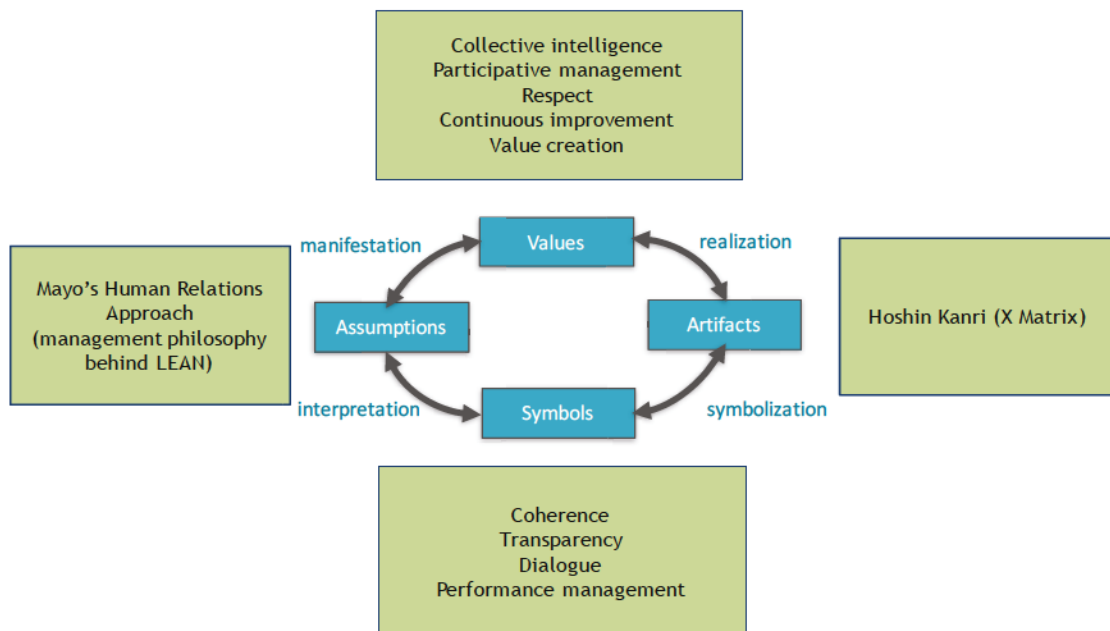 Collective intelligence
Participative management
Respect
Continuous improvement
Value creation
manifestation
Values
realization
Mayo's Human Relations
Approach
(management philosophy
behind LEAN)
Assumptions
Artifacts
Hoshin Kanri (X Matrix)
interpretation
Symbols
symbolization
Coherence
Transparency
Dialogue
Performance management